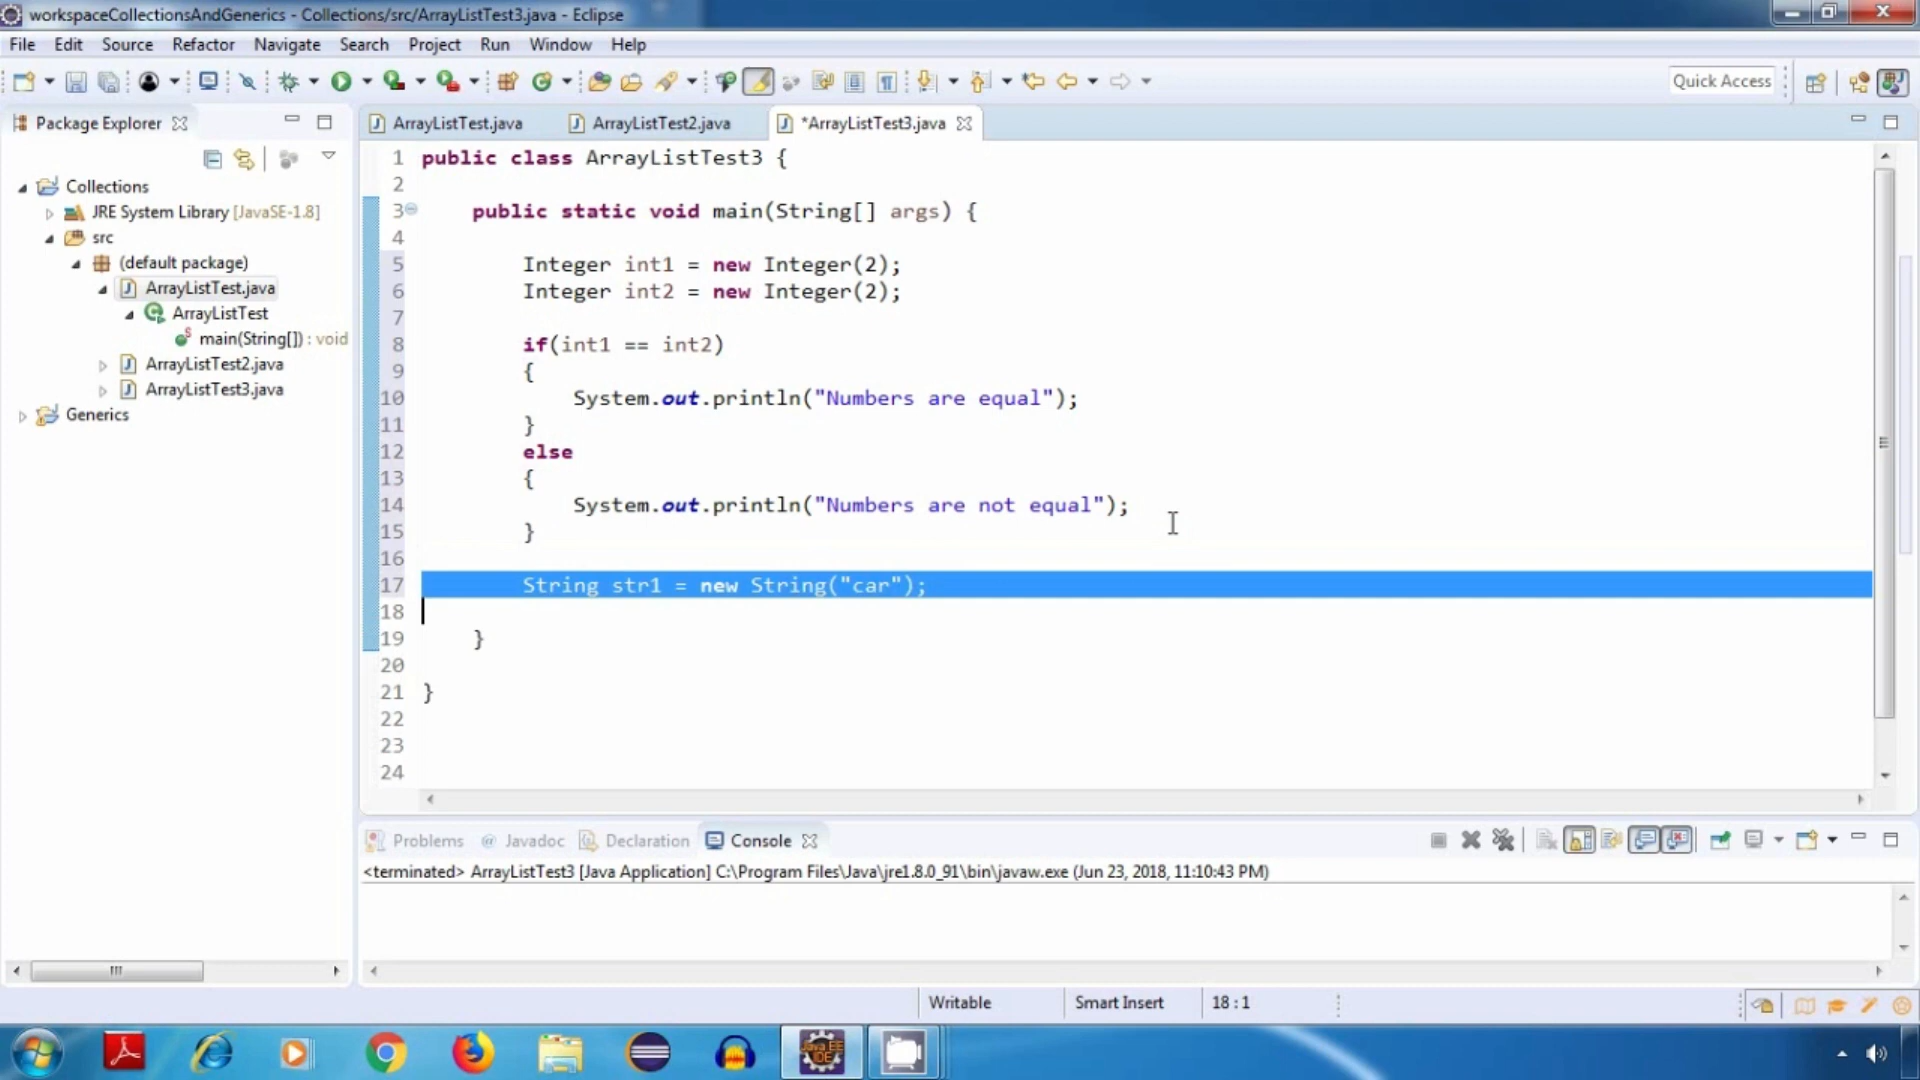 workspaceCollectionsAndGenerics - Collections/src/ArrayListTest3.java - Eclipse
File Edit Source Refactor Navigate Search Project Run Window Help
Quick Access
Package Explorer
ArrayListTest.java ArrayListTest2.java *ArrayListTest3.java
Collections
JRE System Library [JavaSE-1.8]
src
(default package)
ArrayListTest.java
ArrayListTest
main(String[]) : void
ArrayListTest2.java
ArrayListTest3.java
Generics
1 public class ArrayListTest3 {
2
3 public static void main(String[] args) {
4
5 Integer int1 = new Integer(2);
6 Integer int2 = new Integer(2);
7
8 if(int1 == int2)
9 {
10 System.out.println("Numbers are equal");
11 }
12 else
13 {
14 System.out.println("Numbers are not equal");
15 }
16
17 String str1 = new String("car");
18
19 }
20
21 }
22
23
24
Problems @ Javadoc Declaration Console
<terminated> ArrayListTest3 [Java Application] C:\Program Files\Java\jre1.8.0_91\bin\javaw.exe (Jun 23, 2018, 11:10:43 PM)
Writable Smart Insert 18 : 1
Java EE
IDE